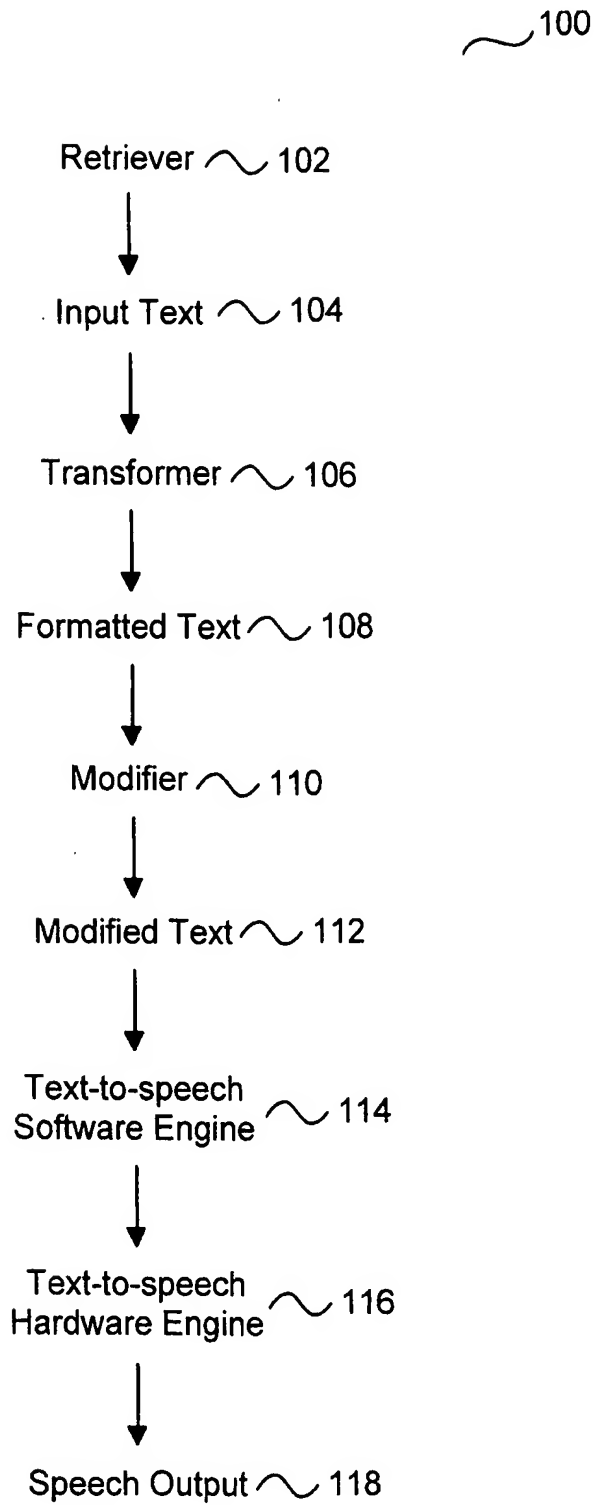 100
Retriever 102
Input Text 104
Transformer 106
Formatted Text 108
Modifier 110
Modified Text 112
Text-to-speech
Software Engine 114
Text-to-speech
Hardware Engine 116
Speech Output 118